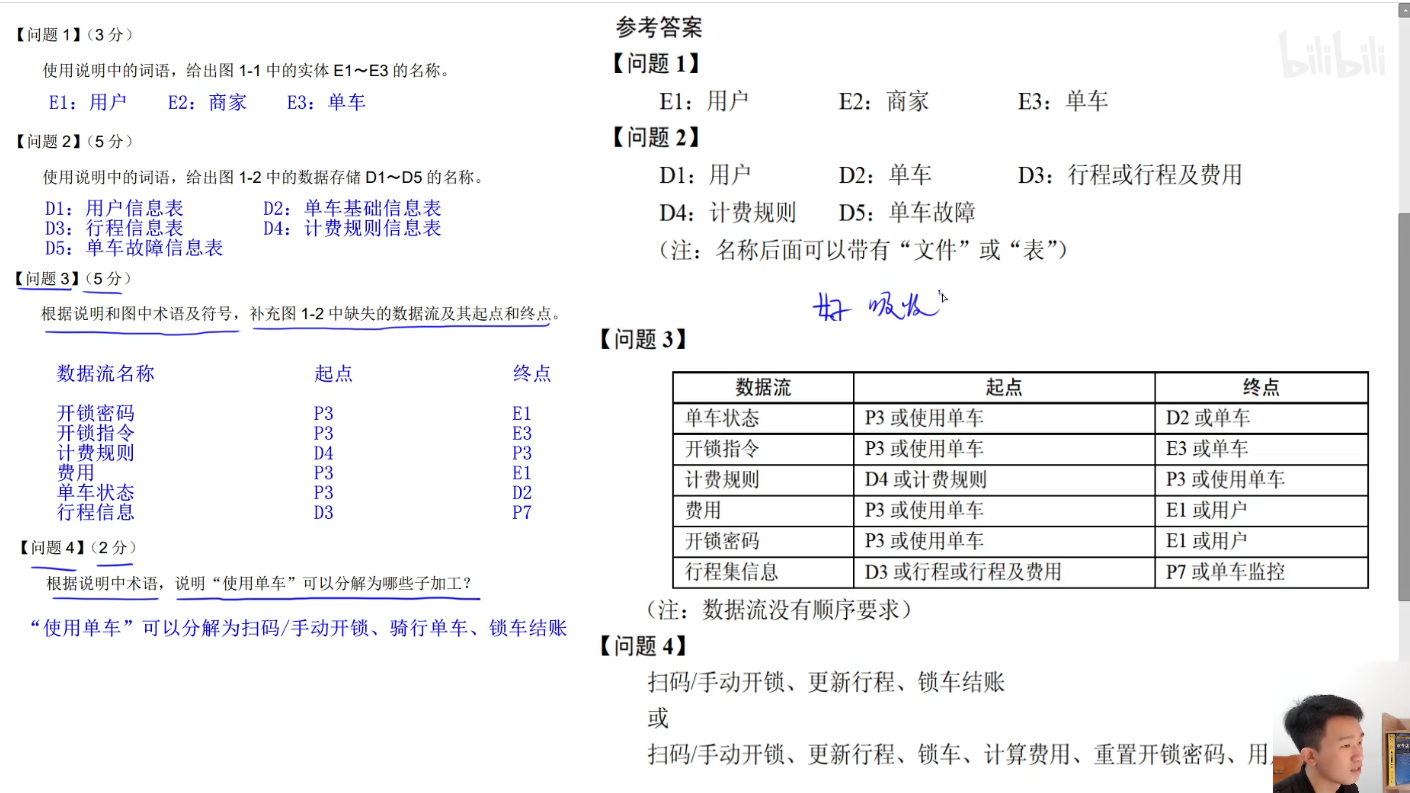 【问题 1】（3 分）
使用说明中的词语，给出图 1-1 中的实体 E1～E3 的名称。
E1：用户 E2：商家 E3：单车
【问题 2】（5 分）
使用说明中的词语，给出图 1-2 中的数据存储 D1～D5 的名称。
D1：用户信息表 D2：单车基础信息表
D3：行程信息表 D4：计费规则信息表
D5：单车故障信息表
【问题 3】（5 分）
根据说明和图中术语及符号，补充图 1-2 中缺失的数据流及其起点和终点。
数据流名称 起点 终点
开锁密码 P3 E1
开锁指令 P3 E3
计费规则 D4 P3
费用 P3 E1
单车状态 P3 D2
行程信息 D3 P7
【问题 4】（2 分）
根据说明中术语，说明“使用单车”可以分解为哪些子加工？
“使用单车”可以分解为扫码/手动开锁、骑行单车、锁车结账
参考答案
【问题 1】
E1：用户 E2：商家 E3：单车
【问题 2】
D1：用户 D2：单车 D3：行程或行程及费用
D4：计费规则 D5：单车故障
（注：名称后面可以带有“文件”或“表”）
好 吸收
【问题 3】
数据流 起点 终点
单车状态 P3 或使用单车 D2 或单车
开锁指令 P3 或使用单车 E3 或单车
计费规则 D4 或计费规则 P3 或使用单车
费用 P3 或使用单车 E1 或用户
开锁密码 P3 或使用单车 E1 或用户
行程集信息 D3 或行程或行程及费用 P7 或单车监控
（注：数据流没有顺序要求）
【问题 4】
扫码/手动开锁、更新行程、锁车结账
或
扫码/手动开锁、更新行程、锁车、计算费用、重置开锁密码、用
bilibili